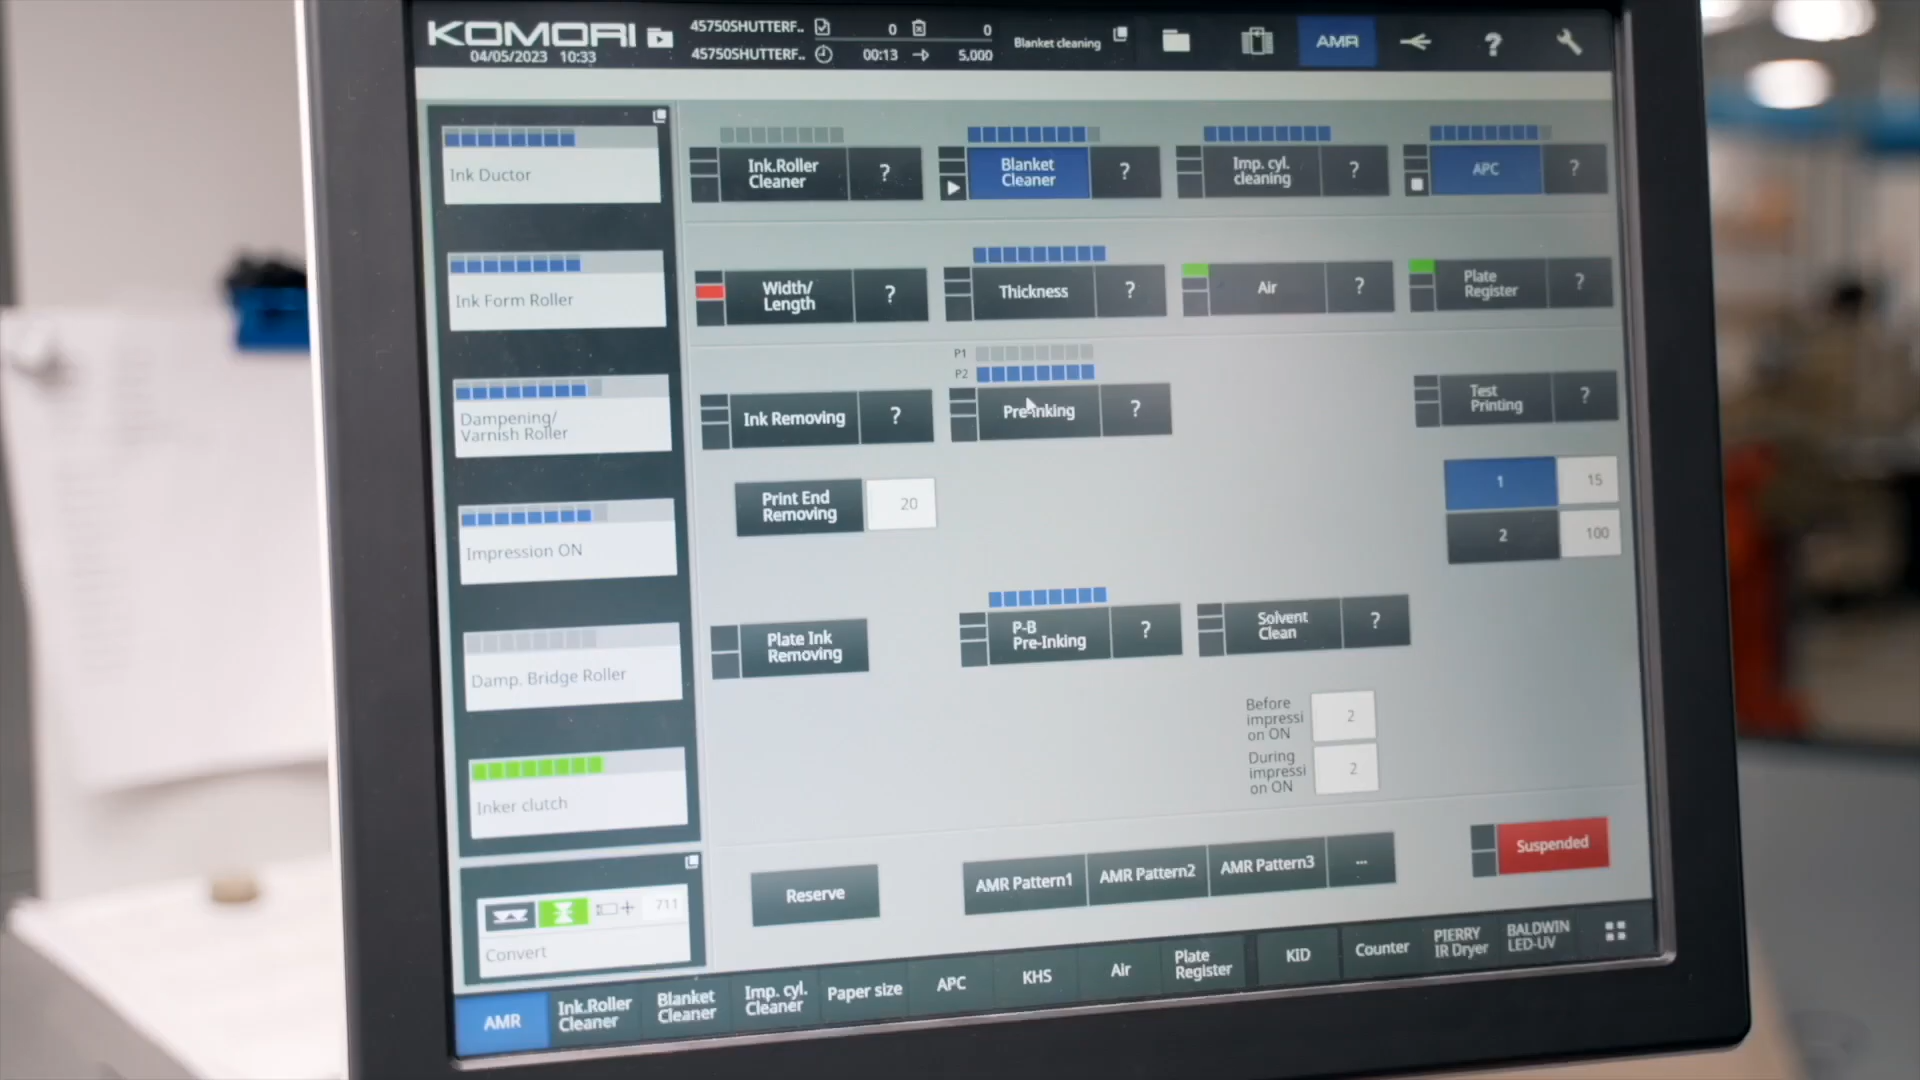 KOMORI
04/05/2023 10:33
45750SHUTTERF.. 0 0
45750SHUTTERF.. 00:13 5,000
Blanket cleaning
AMR
?
Ink Ductor
Ink Form Roller
Dampening/
Varnish Roller
Impression ON
Damp. Bridge Roller
Inker clutch
711
Convert
Ink.Roller
Cleaner
?
Blanket
Cleaner
?
Imp. cyl.
cleaning
?
APC
?
Width/
Length
?
Thickness
?
Air
?
Plate
Register
?
P1
P2
Ink Removing
?
Pre-Inking
?
Test
Printing
?
Print End
Removing
20
1 15
2 100
Plate Ink
Removing
P-B
Pre-Inking
?
Solvent
Clean
?
Before
impressi
on ON
2
During
impressi
on ON
2
Reserve
AMR Pattern1
AMR Pattern2
AMR Pattern3
...
Suspended
AMR
Ink.Roller
Cleaner
Blanket
Cleaner
Imp. cyl.
Cleaner
Paper size
APC
KHS
Air
Plate
Register
KID
Counter
PIERRY
IR Dryer
BALDWIN
LED-UV